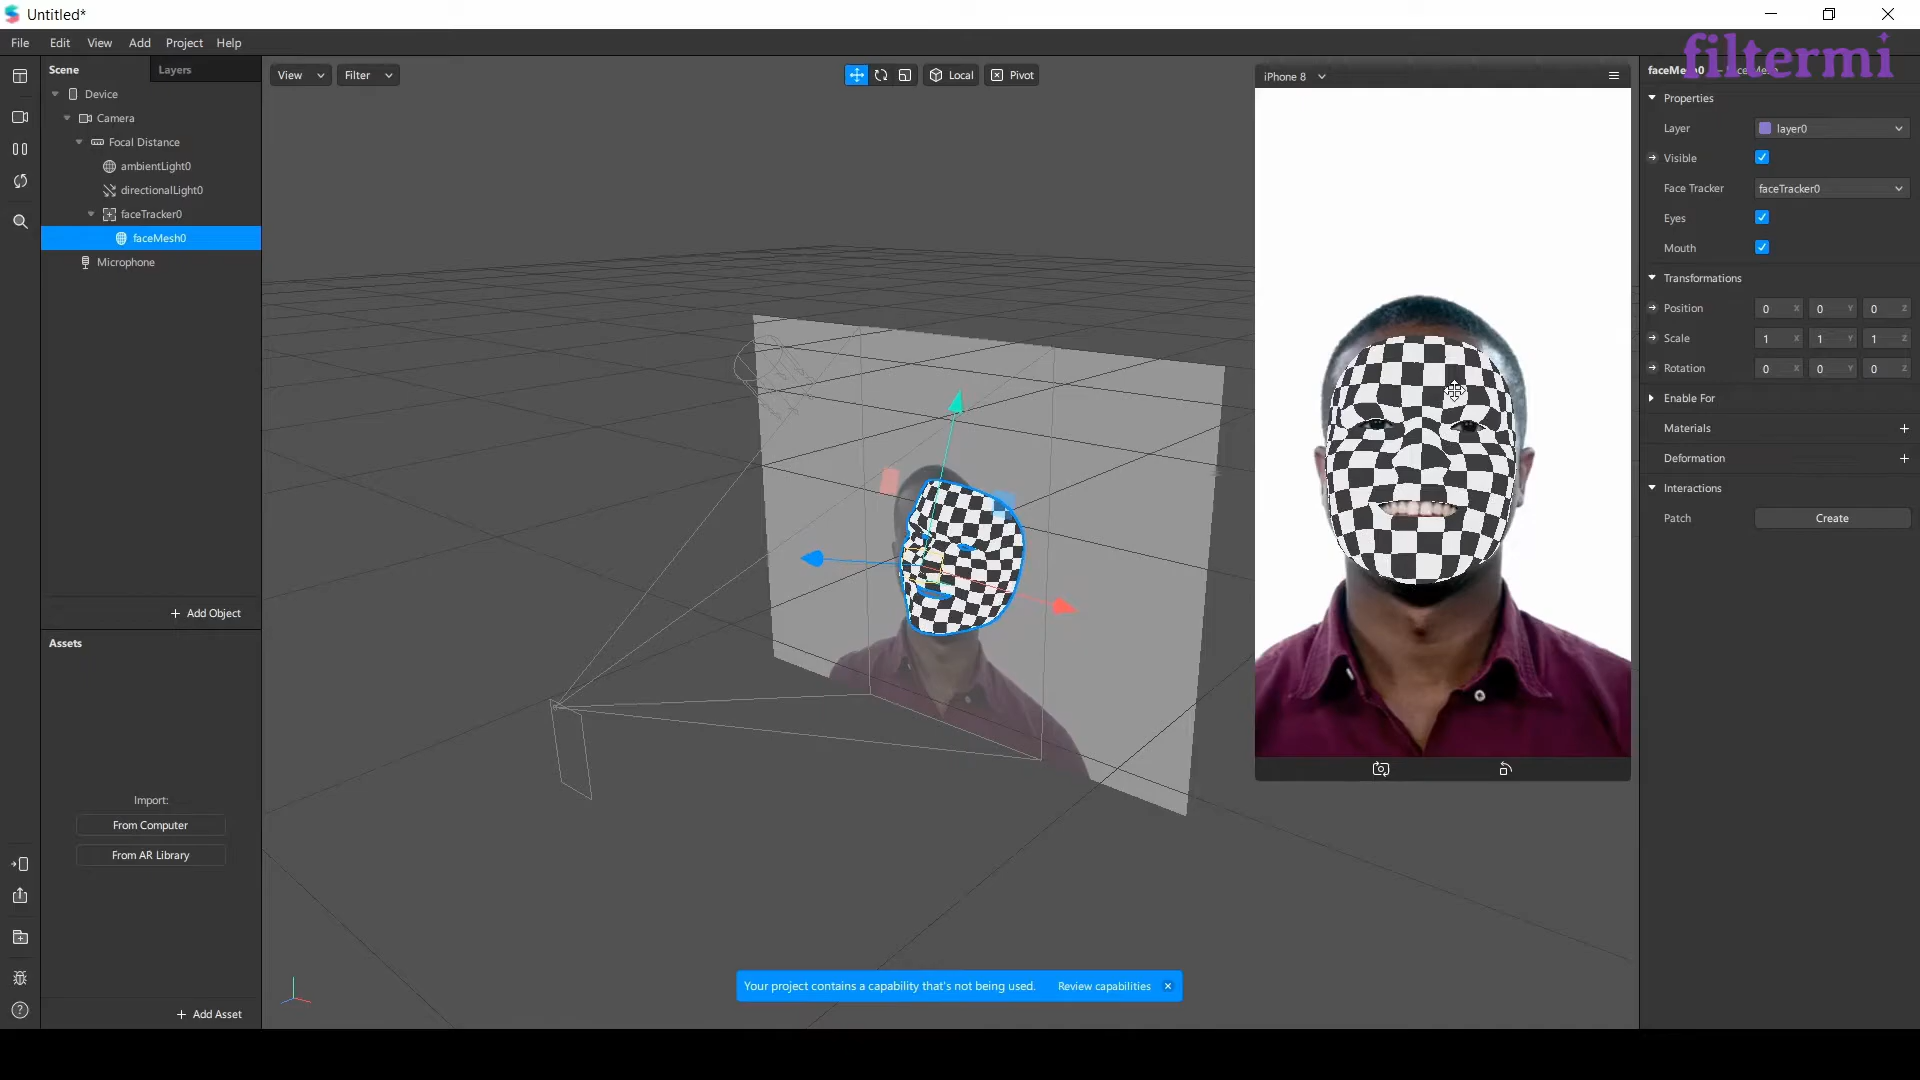 Untitled*
File Edit View Add Project Help
filtermi
Scene Layers
Device
Camera
Focal Distance
ambientLight0
directionalLight0
faceTracker0
faceMesh0
Microphone
+ Add Object
Assets
Import:
From Computer
From AR Library
+ Add Asset
View Filter
Local Pivot
iPhone 8
Your project contains a capability that's not being used. Review capabilities
Properties
Layer layer0
Visible
Face Tracker faceTracker0
Eyes
Mouth
Transformations
Position 0 X 0 Y 0 Z
Scale 1 X 1 Y 1 Z
Rotation 0 X 0 Y 0 Z
Enable For
Materials +
Deformation +
Interactions
Patch Create